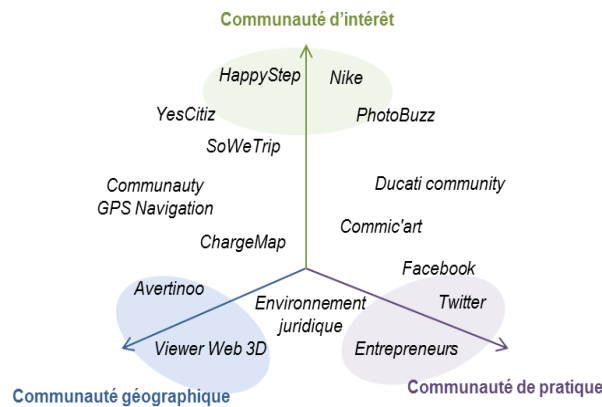 Communauté d'intérêt
HappyStep
Nike
YesCitiz
PhotoBuzz
SoWeTrip
Communauty
GPS Navigation
Ducati community
Commic'art
ChargeMap
Facebook
Avertinoo
Environnement
juridique
Twitter
Viewer Web 3D
Entrepreneurs
Communauté géographique
Communauté de pratique